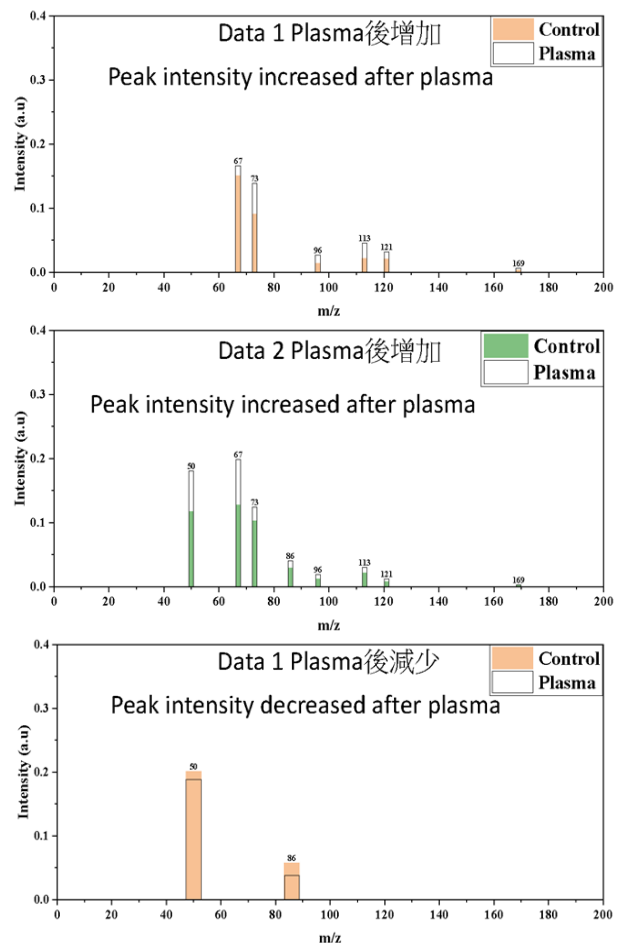 Data 1 Plasma後增加
Control
Plasma
Peak intensity increased after plasma
Intensity (a.u)
0.4
0.3
0.2
0.1
0.0
67
73
96
113
121
169
0 20 40 60 80 100 120 140 160 180 200
m/z
Data 2 Plasma後增加
Control
Plasma
Peak intensity increased after plasma
Intensity (a.u)
0.4
0.3
0.2
0.1
0.0
50
67
73
86
96
113
121
169
0 20 40 60 80 100 120 140 160 180 200
m/z
Data 1 Plasma後減少
Control
Plasma
Peak intensity decreased after plasma
Intensity (a.u)
0.4
0.3
0.2
0.1
0.0
50
86
0 20 40 60 80 100 120 140 160 180 200
m/z